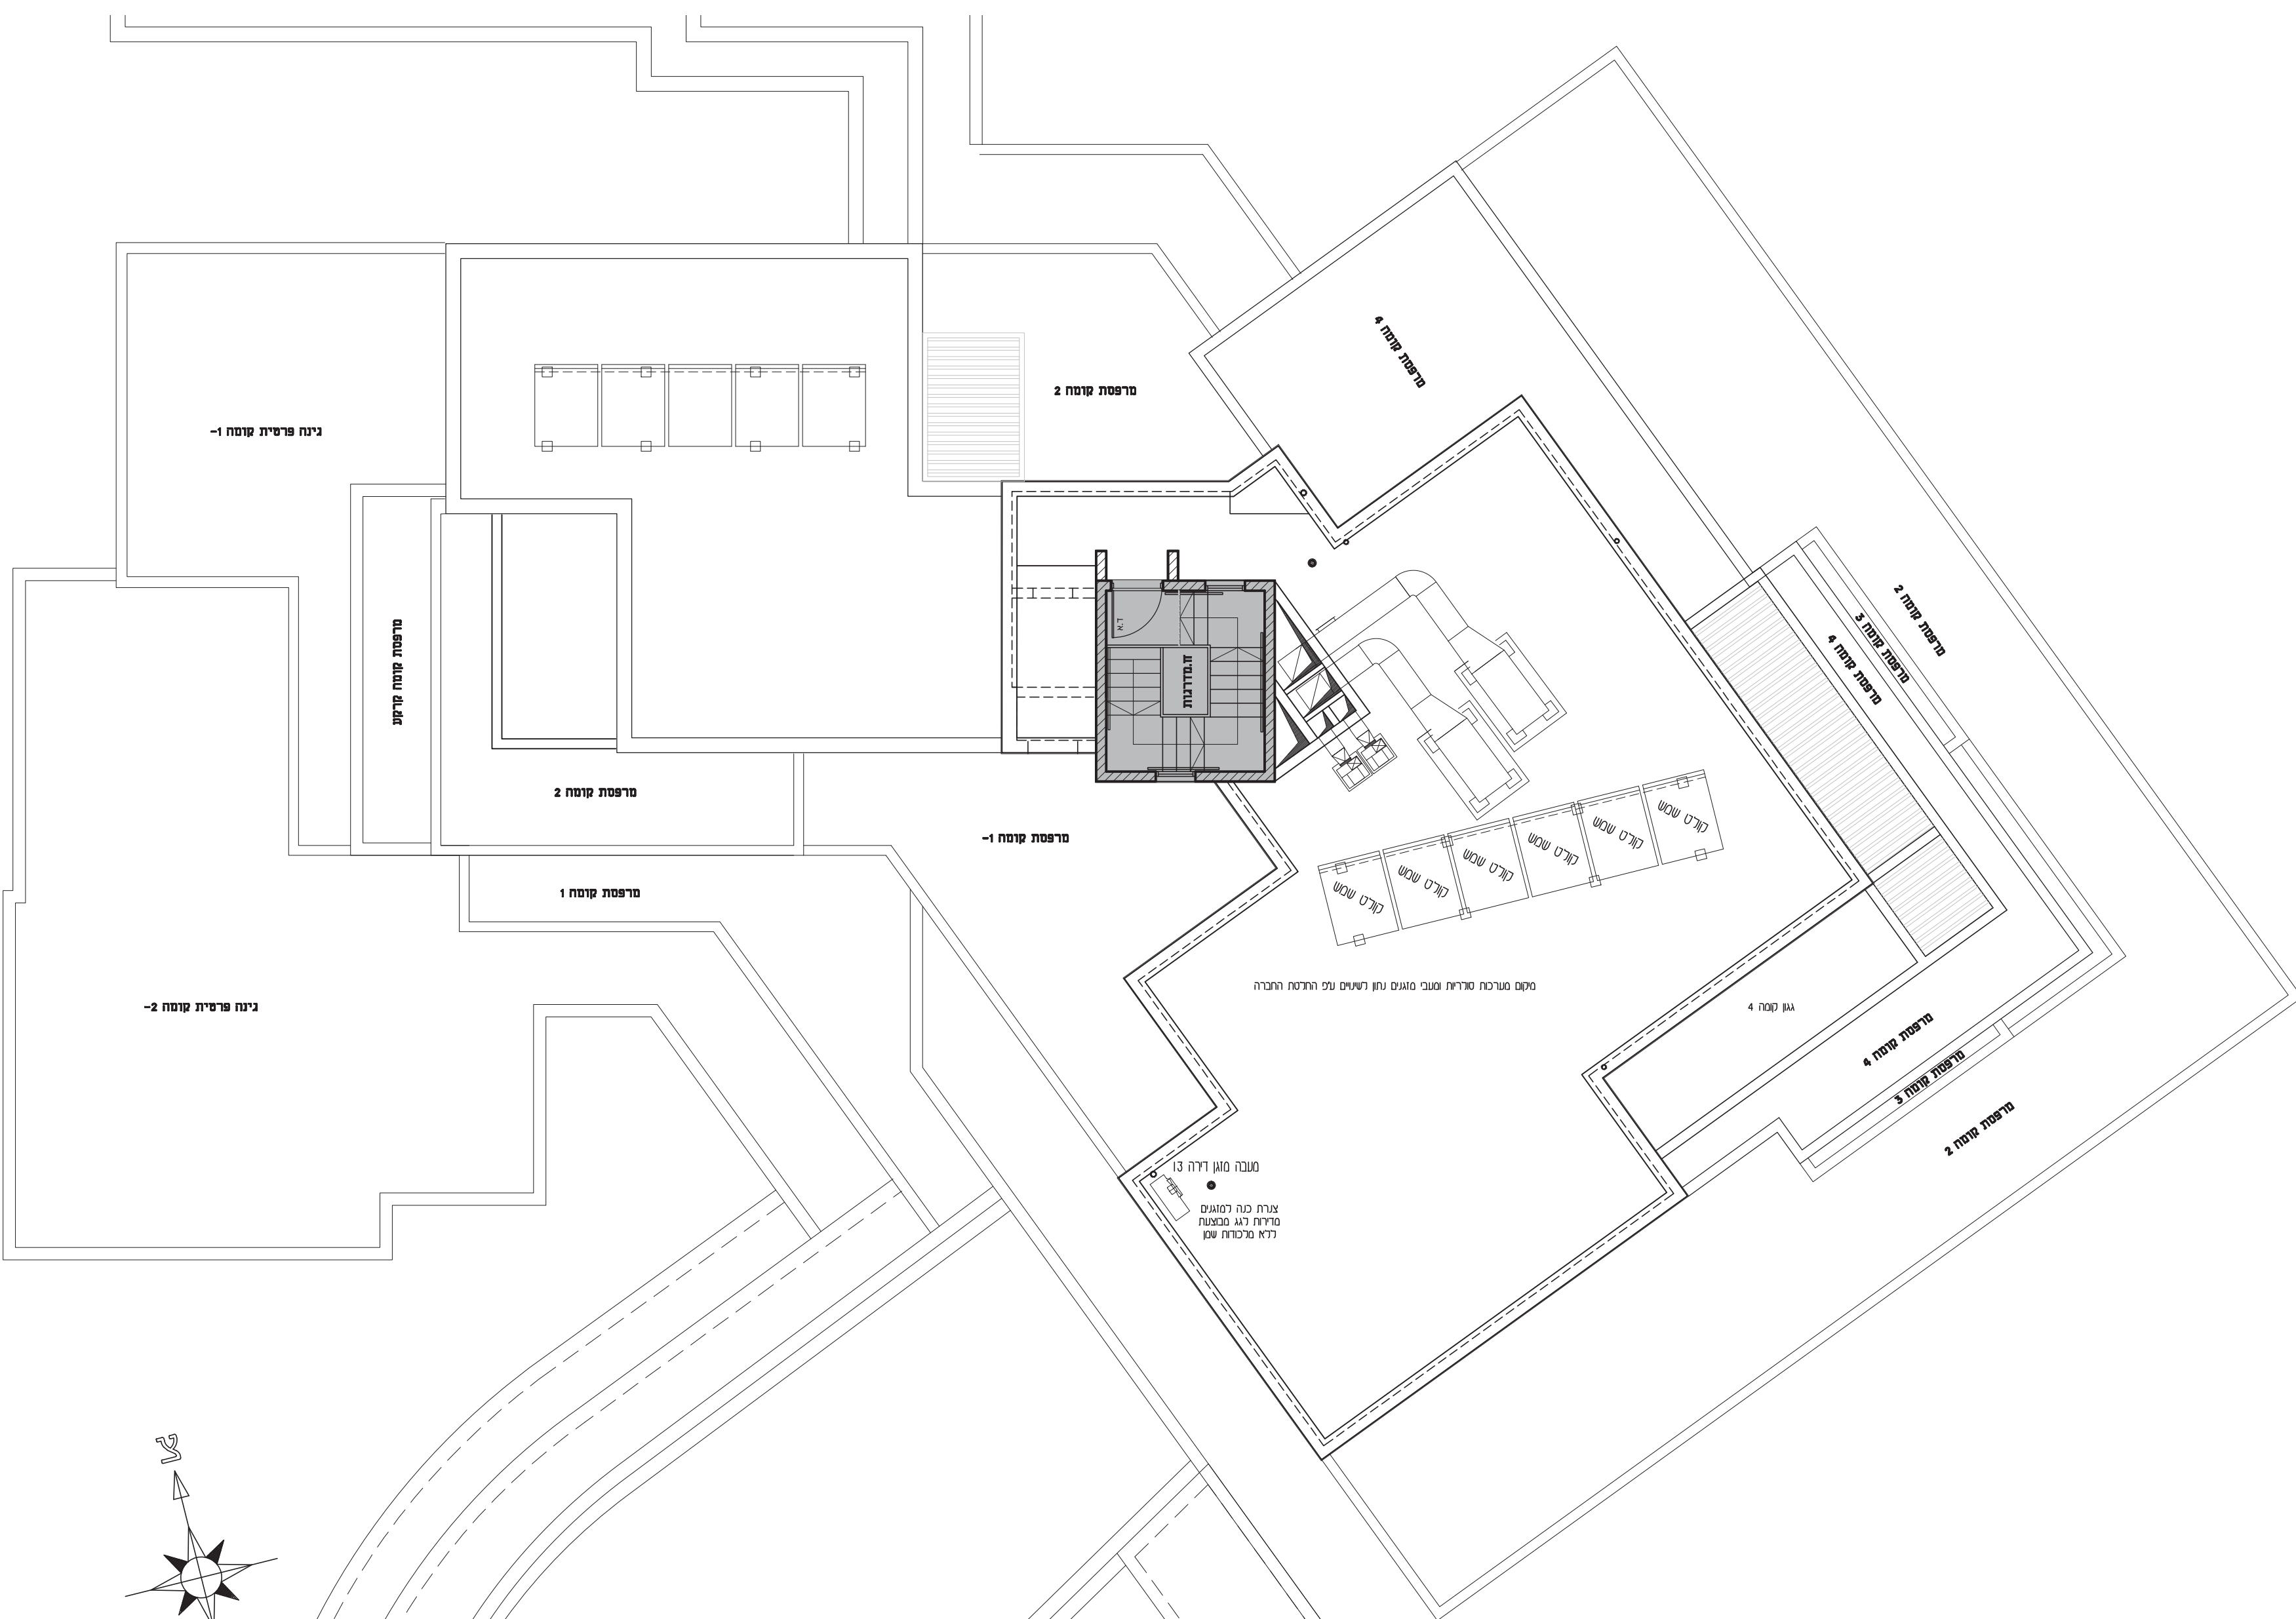 מרפסת קומה 4
מרפסת קומה 2
גינה פרטית קומה 1-
מרפסת קומה 2
מרפסת קומה 3
מרפסת קומה 4
ד.א
ח.מדרגות
מרפסת קומה קרקע
מרפסת קומה 2
מרפסת קומה 1-
קולט שמש
קולט שמש
קולט שמש
קולט שמש
קולט שמש
קולט שמש
מרפסת קומה 1
מיקום מערכות סולריות ומעבי מזגנים נתון לשינויים ע"פ החלטת החברה
גינה פרטית קומה 2-
גגון קומה 4
מרפסת קומה 4
מרפסת קומה 3
מרפסת קומה 2
מעבה מזגן דירה 13
צנרת כנה למזגנים
מדירות לגג מבוצעת
ללא מלכודות שמן
צ